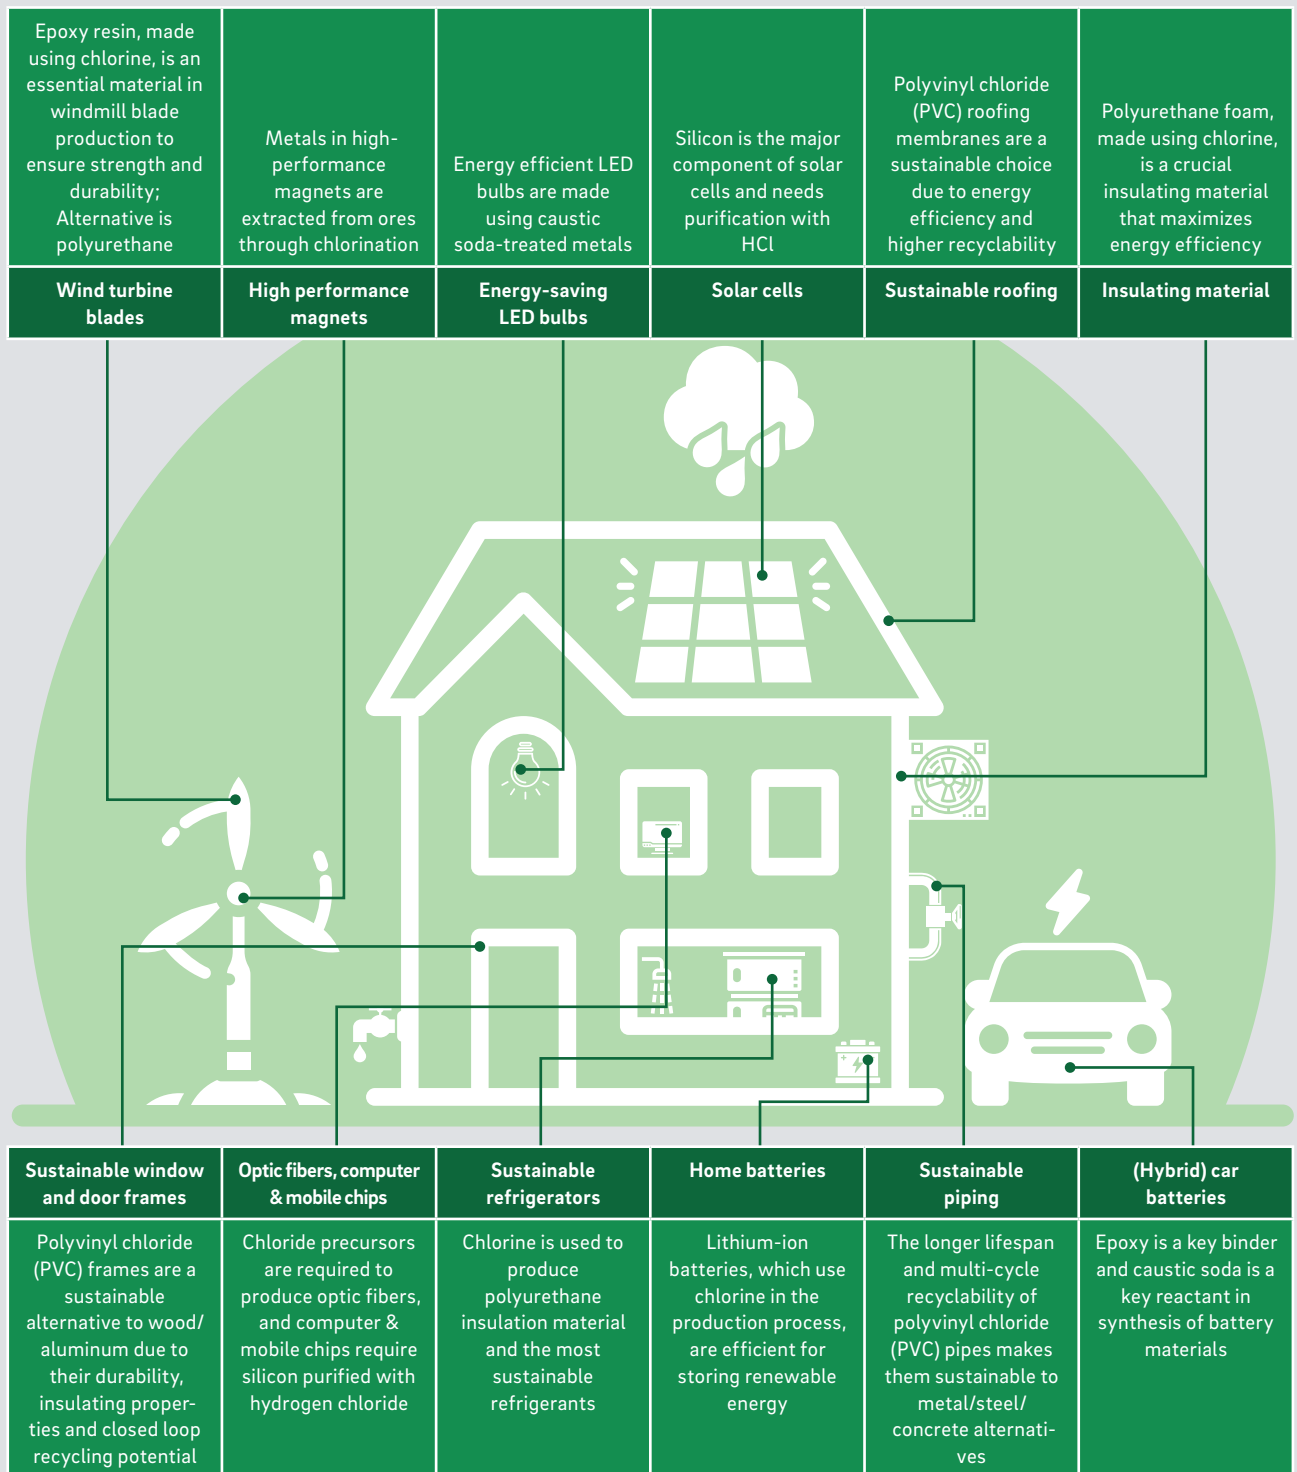 Epoxy resin, made
using chlorine, is an
essential material in
windmill blade
production to
ensure strength and
durability;
Alternative is
polyurethane
Metals in high-
performance
magnets are
extracted from ores
through chlorination
Energy efficient LED
bulbs are made
using caustic
soda-treated metals
Silicon is the major
component of solar
cells and needs
purification with
HCl
Polyvinyl chloride
(PVC) roofing
membranes are a
sustainable choice
due to energy
efficiency and
higher recyclability
Polyurethane foam,
made using chlorine,
is a crucial
insulating material
that maximizes
energy efficiency
Wind turbine
blades
High performance
magnets
Energy-saving
LED bulbs
Solar cells
Sustainable roofing
Insulating material
Sustainable window
and door frames
Optic fibers, computer
& mobile chips
Sustainable
refrigerators
Home batteries
Sustainable
piping
(Hybrid) car
batteries
Polyvinyl chloride
(PVC) frames are a
sustainable
alternative to wood/
aluminum due to
their durability,
insulating proper-
ties and closed loop
recycling potential
Chloride precursors
are required to
produce optic fibers,
and computer &
mobile chips require
silicon purified with
hydrogen chloride
Chlorine is used to
produce
polyurethane
insulation material
and the most
sustainable
refrigerants
Lithium-ion
batteries, which use
chlorine in the
production process,
are efficient for
storing renewable
energy
The longer lifespan
and multi-cycle
recyclability of
polyvinyl chloride
(PVC) pipes makes
them sustainable to
metal/steel/
concrete alternati-
ves
Epoxy is a key binder
and caustic soda is a
key reactant in
synthesis of battery
materials